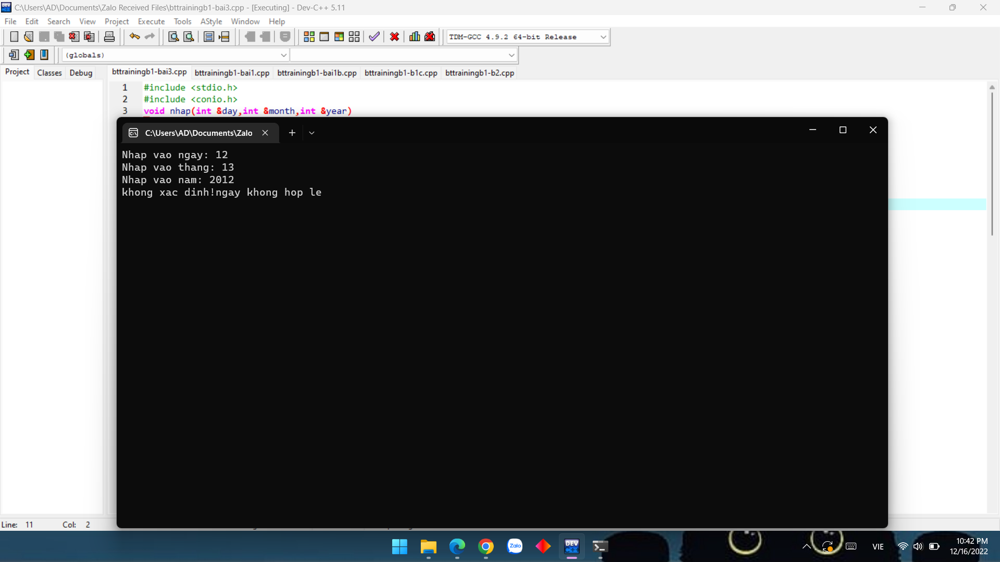 C:\Users\AD\Documents\Zalo Received Files\bttrainingb1-bai3.cpp - [Executing] - Dev-C++ 5.11
File Edit Search View Project Execute Tools AStyle Window Help
TDM-GCC 4.9.2 64-bit Release
(globals)
Project Classes Debug bttrainingb1-bai3.cpp bttrainingb1-bai1.cpp bttrainingb1-bai1b.cpp bttrainingb1-b1c.cpp bttrainingb1-b2.cpp
1 #include <stdio.h>
2 #include <conio.h>
3 void nhap(int &day,int &month,int &year)
C:\Users\AD\Documents\Zalo
Nhap vao ngay: 12
Nhap vao thang: 13
Nhap vao nam: 2012
khong xac dinh!ngay khong hop le
Line: 11 Col: 2
Zalo
DEV C++
VIE
10:42 PM
12/16/2022